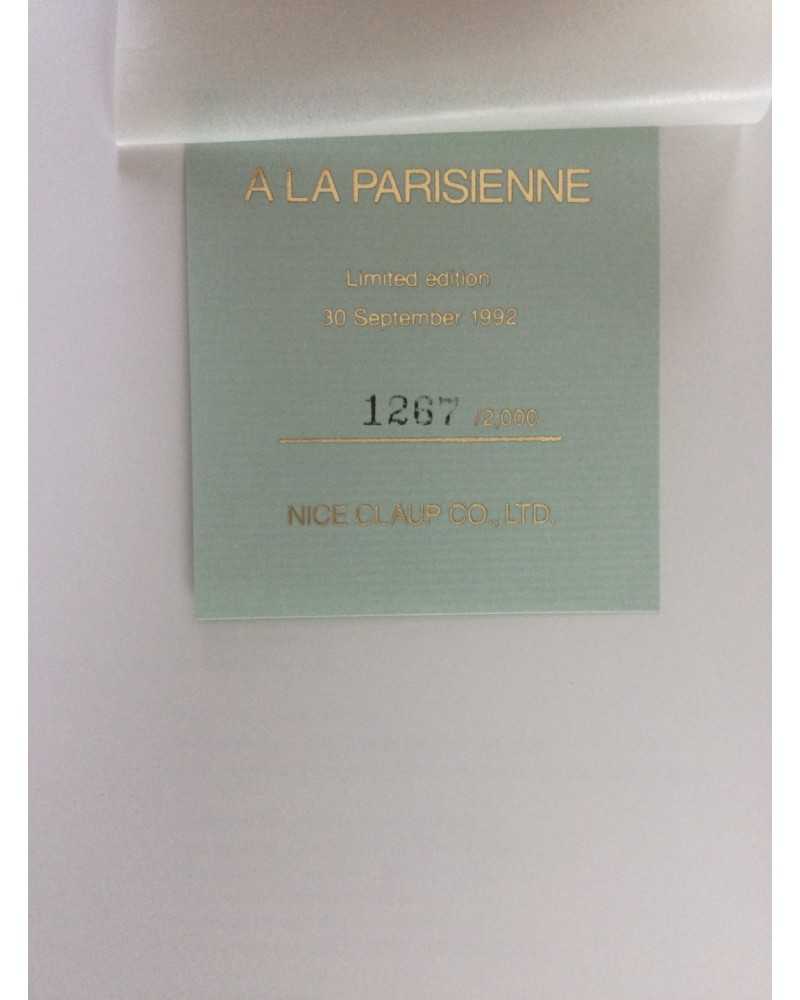 A LA PARISIENNE
Limited edition
30 September 1992
1267 /2,000
NICE CLAUP CO., LTD.